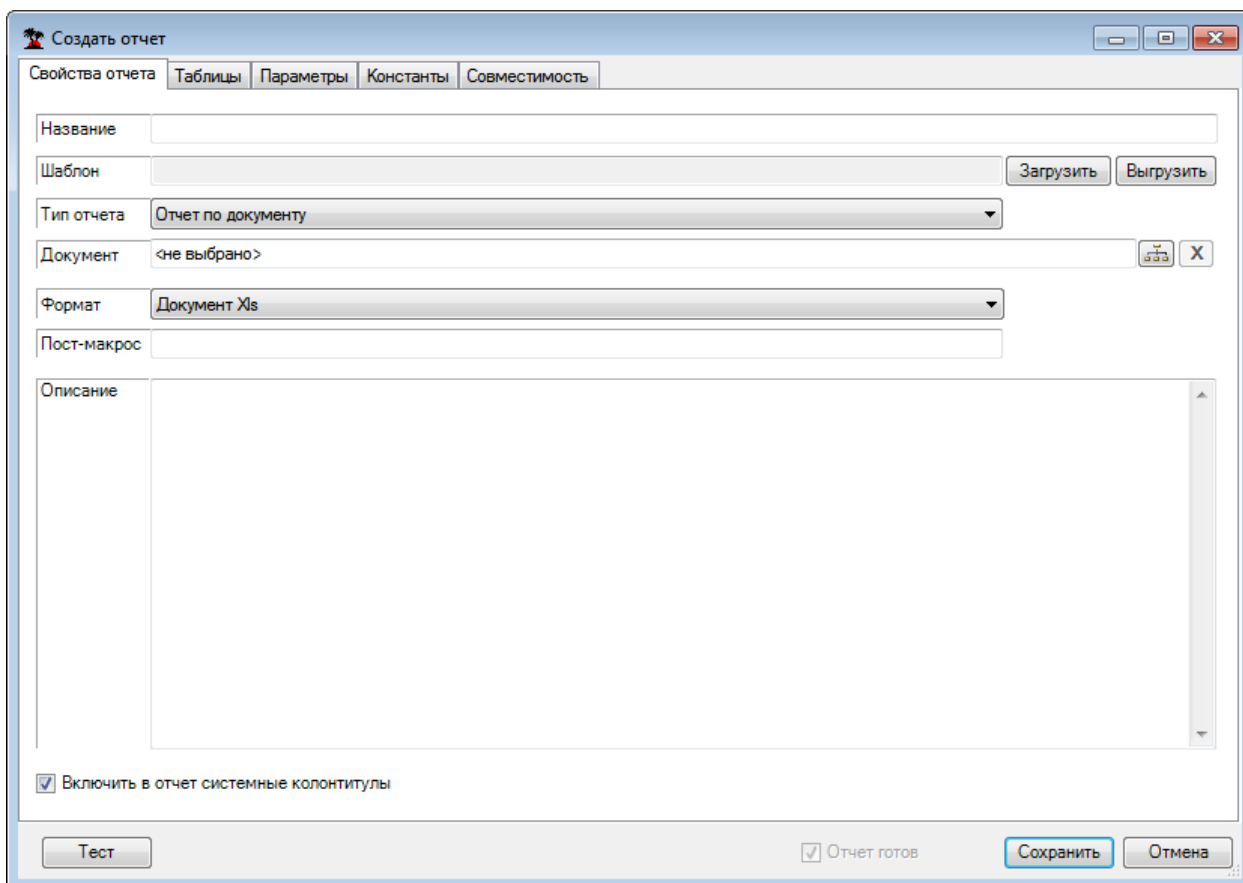 Создать отчет
Свойства отчета Таблицы Параметры Константы Совместимость
Название
Шаблон Загрузить Выгрузить
Тип отчета Отчет по документу
Документ <не выбрано> X
Формат Документ Xls
Пост-макрос
Описание
Включить в отчет системные колонтитулы
Тест Отчет готов Сохранить Отмена